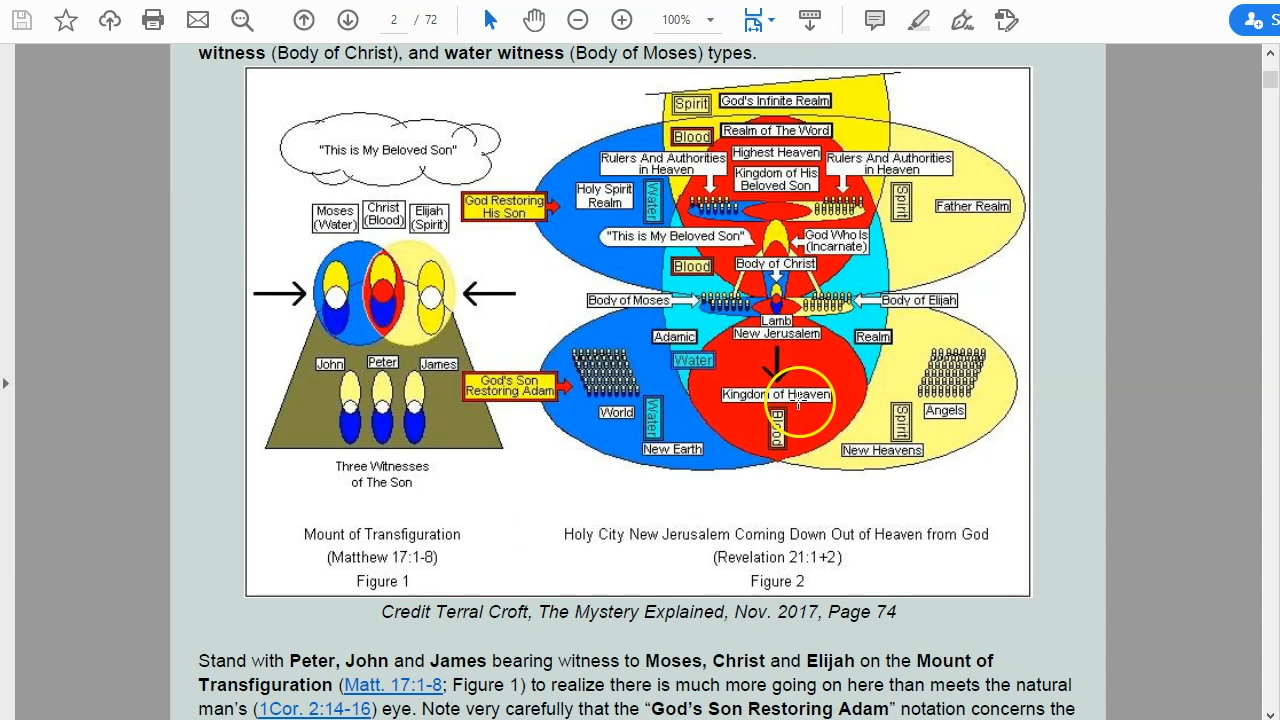 2 / 72
100%
S
witness (Body of Christ), and water witness (Body of Moses) types.
"This is My Beloved Son"
Moses
(Water)
Christ
(Blood)
Elijah
(Spirit)
John
Peter
James
Three Witnesses
of The Son
Mount of Transfiguration
(Matthew 17:1-8)
Figure 1
God Restoring
His Son
God's Son
Restoring Adam
Spirit
God's Infinite Realm
Blood
Realm of The Word
Rulers And Authorities
in Heaven
Highest Heaven
Rulers And Authorities
in Heaven
Kingdom of His
Beloved Son
Holy Spirit
Realm
Water
Spirit
Father Realm
"This is My Beloved Son"
God Who Is
(Incarnate)
Blood
Body of Christ
Body of Moses
Body of Elijah
Lamb
New Jerusalem
Adamic
Realm
Water
Kingdom of Heaven
World
Water
Blood
Spirit
Angels
New Earth
New Heavens
Holy City New Jerusalem Coming Down Out of Heaven from God
(Revelation 21:1+2)
Figure 2
Credit Terral Croft, The Mystery Explained, Nov. 2017, Page 74
Stand with Peter, John and James bearing witness to Moses, Christ and Elijah on the Mount of
Transfiguration (Matt. 17:1-8; Figure 1) to realize there is much more going on here than meets the natural
man's (1Cor. 2:14-16) eye. Note very carefully that the “God's Son Restoring Adam” notation concerns the